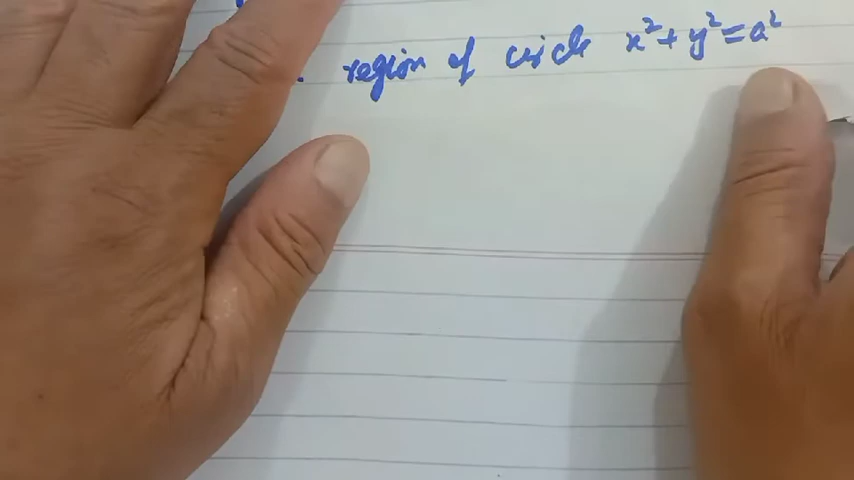 region of circle x² + y² = a²